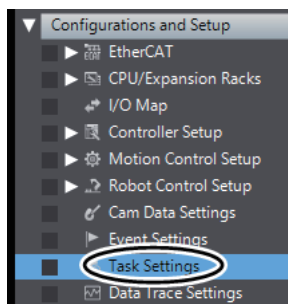 Configurations and Setup
EtherCAT
CPU/Expansion Racks
I/O Map
Controller Setup
Motion Control Setup
Robot Control Setup
Cam Data Settings
Event Settings
Task Settings
Data Trace Settings